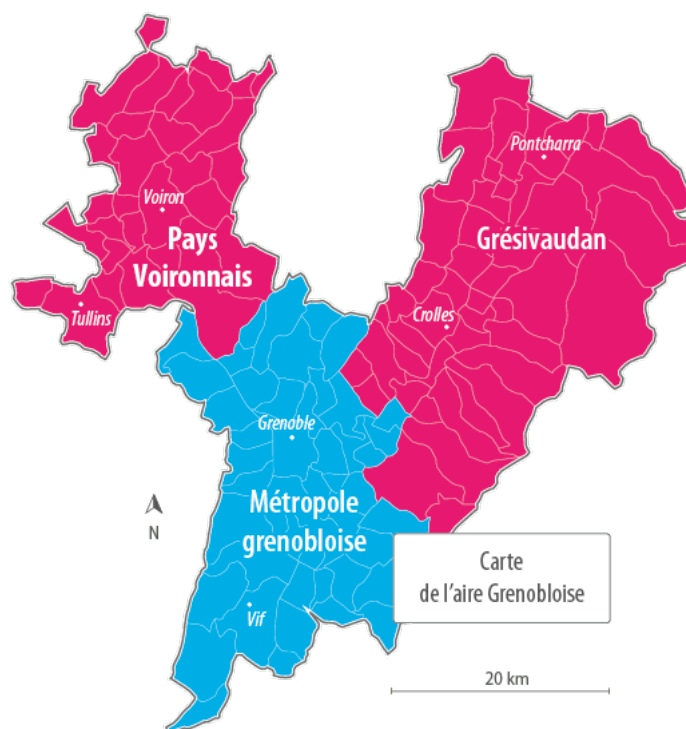 Pontcharra
Voiron
Pays
Voironnais
Grésivaudan
Tullins
Crolles
Grenoble
Métropole
grenobloise
N
Carte
de l'aire Grenobloise
Vif
20 km